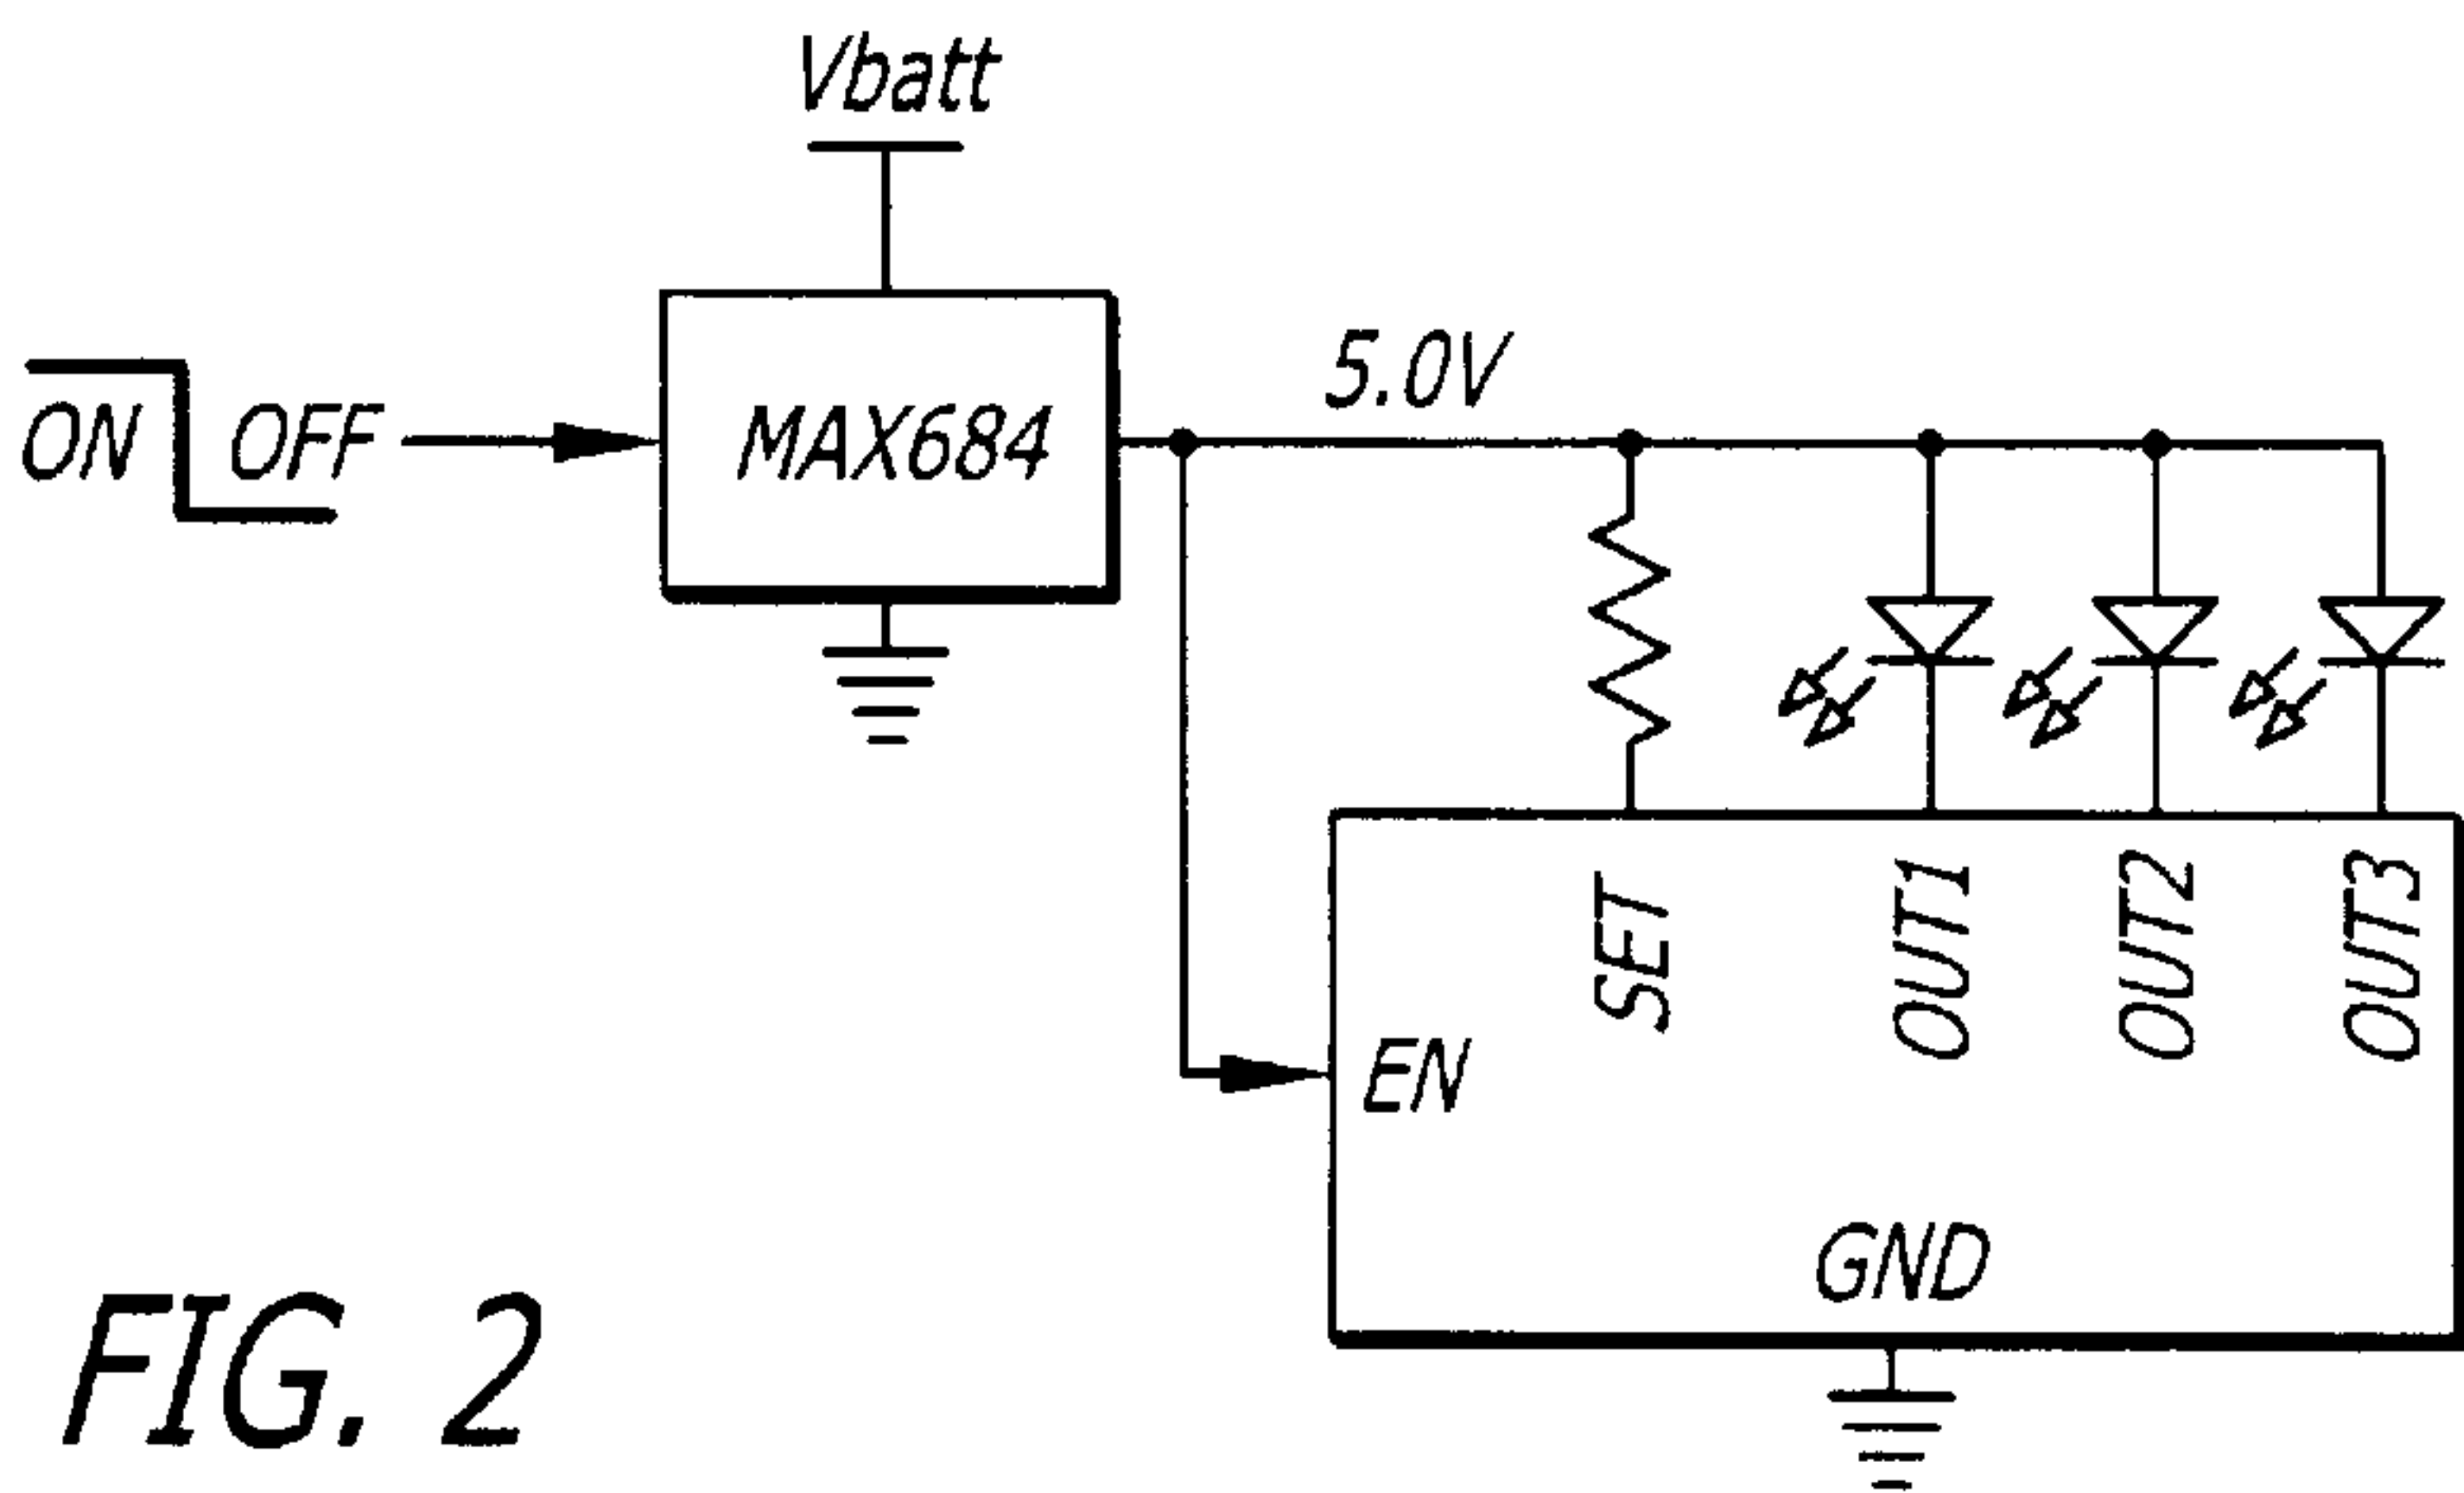 Vbatt
5.0V
ON OFF
MAX684
SET
OUT1
OUT2
OUT3
EN
GND
FIG. 2